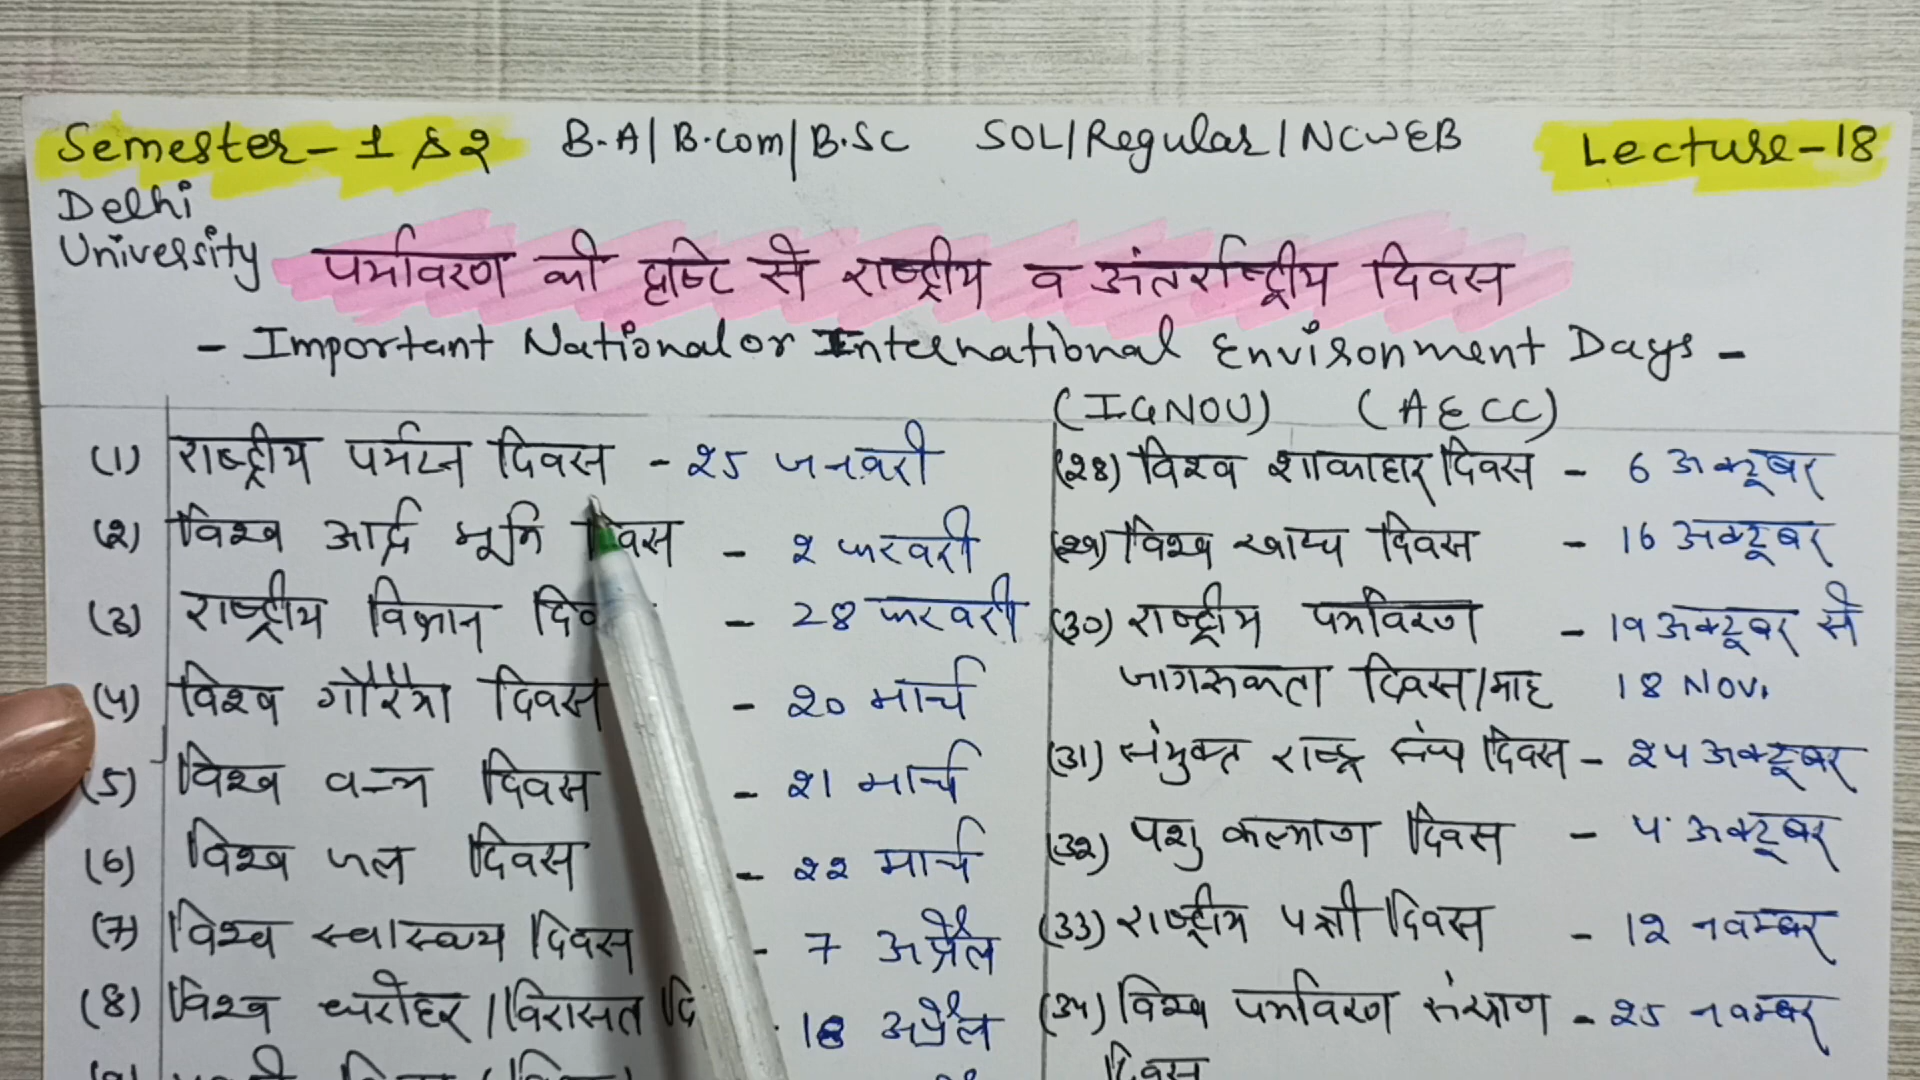 Semester-1 & 2 B.A/B.Com/B.SC SOL/Regular/NCWEB Lecture-18
Delhi
University
पर्यावरण की दृष्टि से राष्ट्रीय व अंतर्राष्ट्रीय दिवस
- Important National or International Environment Days -
(IGNOU) (AECC)
(1) राष्ट्रीय पर्यटन दिवस - 25 जनवरी
(2) विश्व आर्द्र भूमि दिवस - 2 फरवरी
(3) राष्ट्रीय विज्ञान दिव - 28 फरवरी
(4) विश्व गौरैया दिवस - 20 मार्च
(5) विश्व वन्य दिवस - 21 मार्च
(6) विश्व जल दिवस - 22 मार्च
(7) विश्व स्वास्थ्य दिवस - 7 अप्रैल
(8) विश्व धरोहर/विरासत दि - 18 अप्रैल
(28) विश्व शाकाहार दिवस - 6 अक्टूबर
(29) विश्व खाद्य दिवस - 16 अक्टूबर
(30) राष्ट्रीय पर्यावरण - 19 अक्टूबर से
जागरूकता दिवस/माह 18 Nov.
(31) संयुक्त राष्ट्र संघ दिवस - 24 अक्टूबर
(32) पशु कल्याण दिवस - 4 अक्टूबर
(33) राष्ट्रीय पक्षी दिवस - 12 नवम्बर
(34) विश्व पर्यावरण संरक्षण - 25 नवम्बर
दिवस